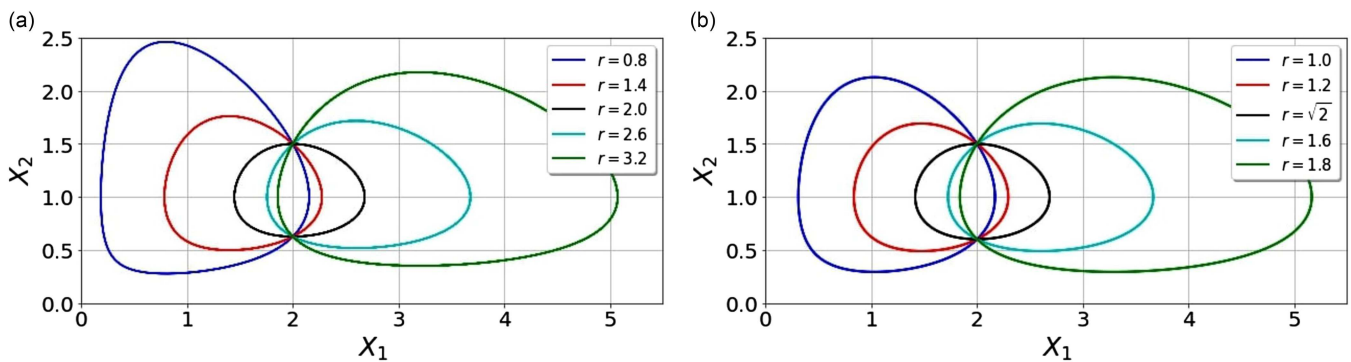 (a)
2.5
2.0
1.5
1.0
0.5
0.0
X₂
0 1 2 3 4 5
X₁
r = 0.8
r = 1.4
r = 2.0
r = 2.6
r = 3.2
(b)
2.5
2.0
1.5
1.0
0.5
0.0
X₂
0 1 2 3 4 5
X₁
r = 1.0
r = 1.2
r = √2
r = 1.6
r = 1.8